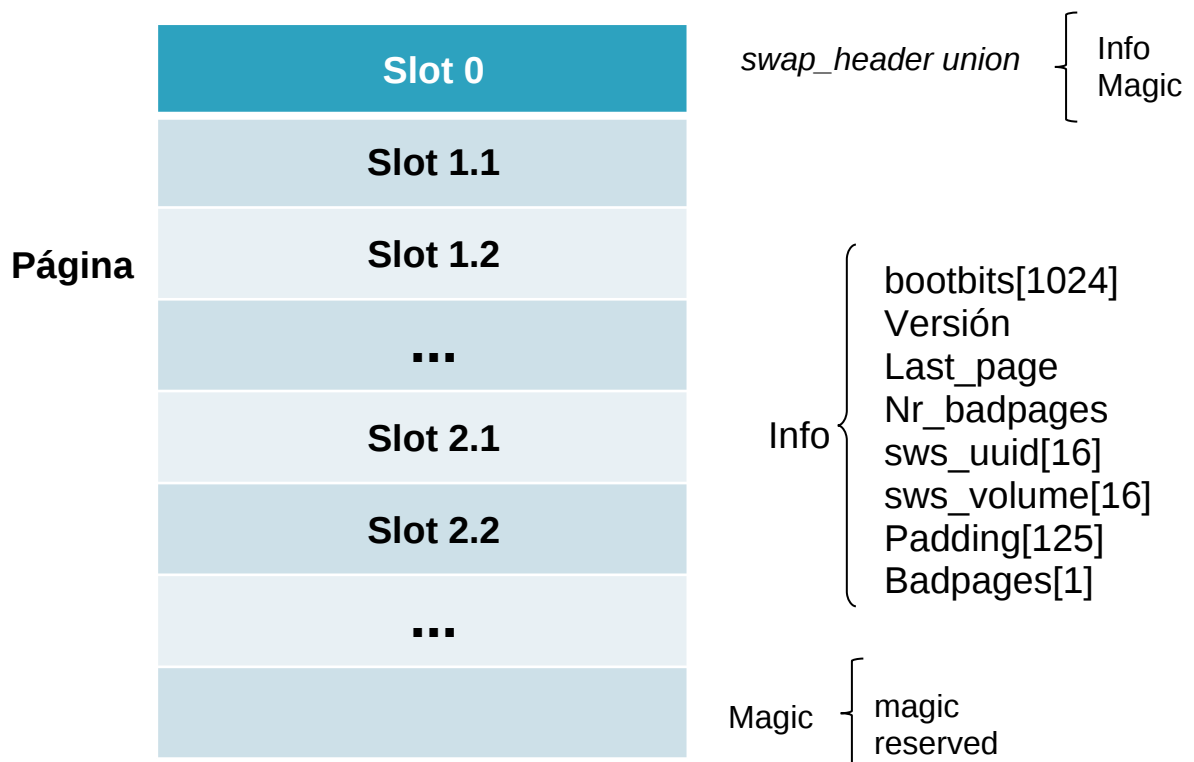 Slot 0
swap_header union
Info
Magic
Slot 1.1
Slot 1.2
Página
...
Slot 2.1
Slot 2.2
...
Info
bootbits[1024]
Versión
Last_page
Nr_badpages
sws_uuid[16]
sws_volume[16]
Padding[125]
Badpages[1]
Magic
magic
reserved